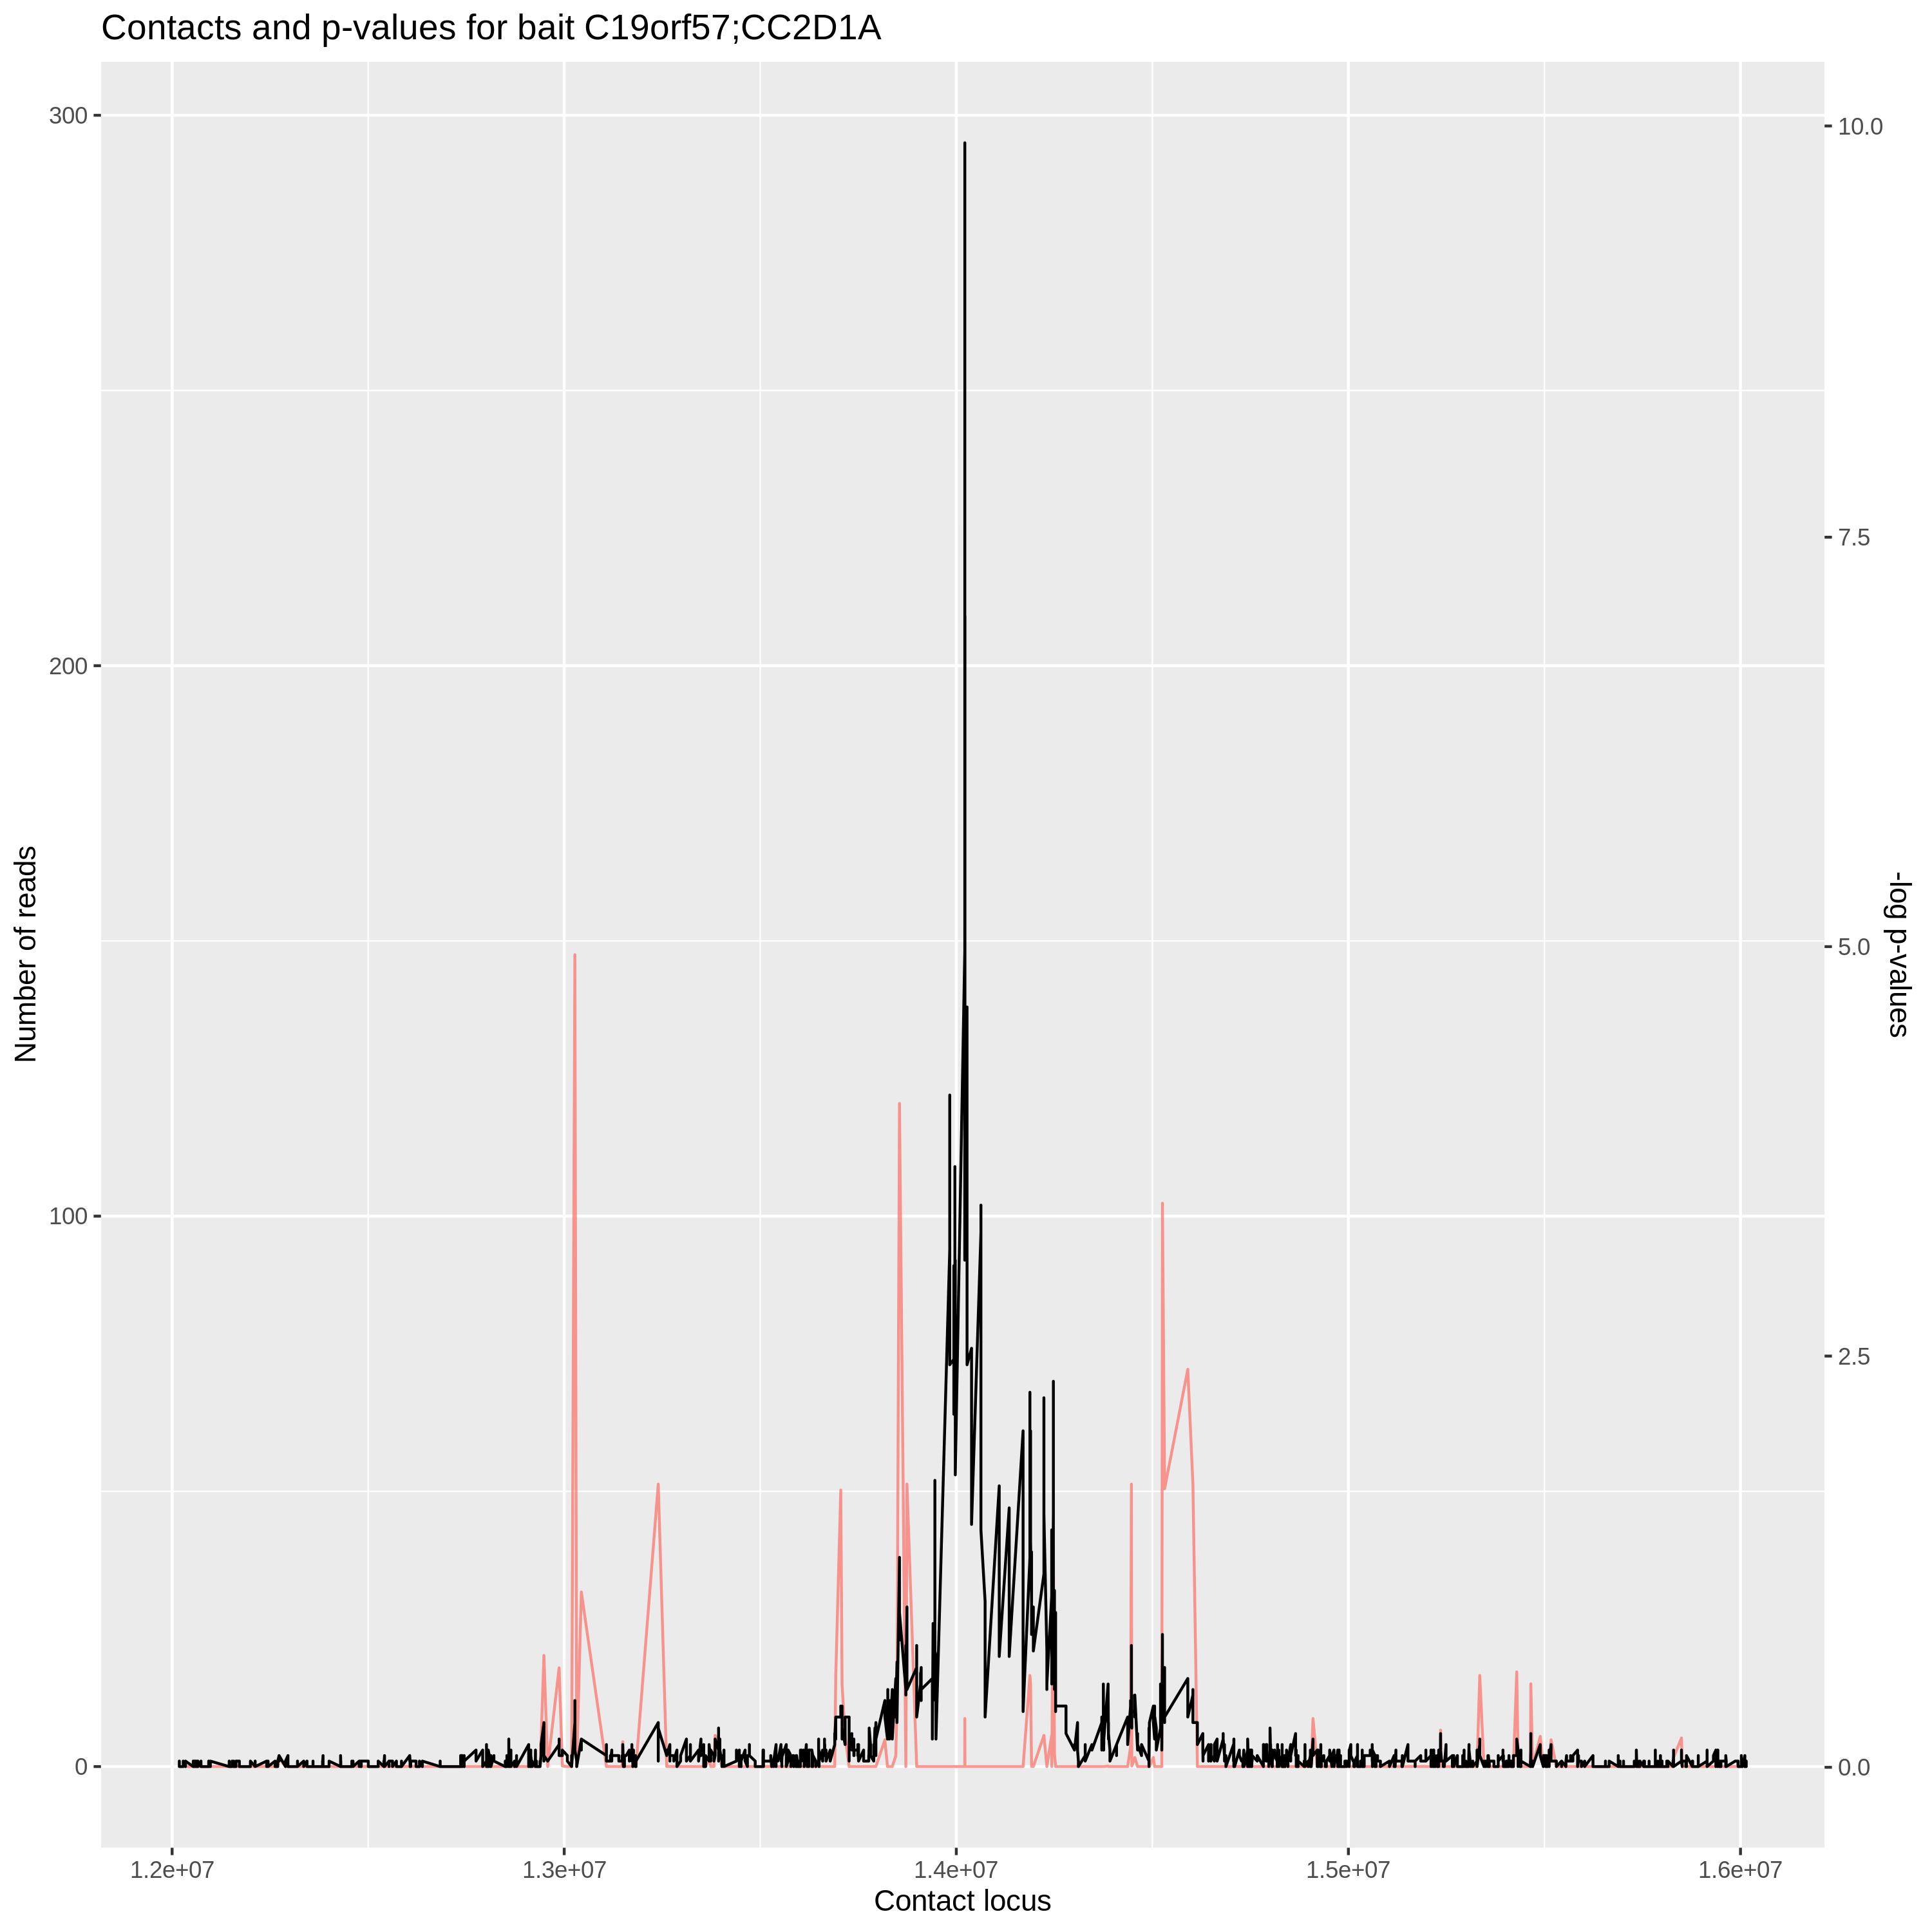 Contacts and p-values for bait C19orf57;CC2D1A
300
200
100
0
Number of reads
10.0
7.5
5.0
2.5
0.0
-log p-values
1.2e+07 1.3e+07 1.4e+07 1.5e+07 1.6e+07
Contact locus